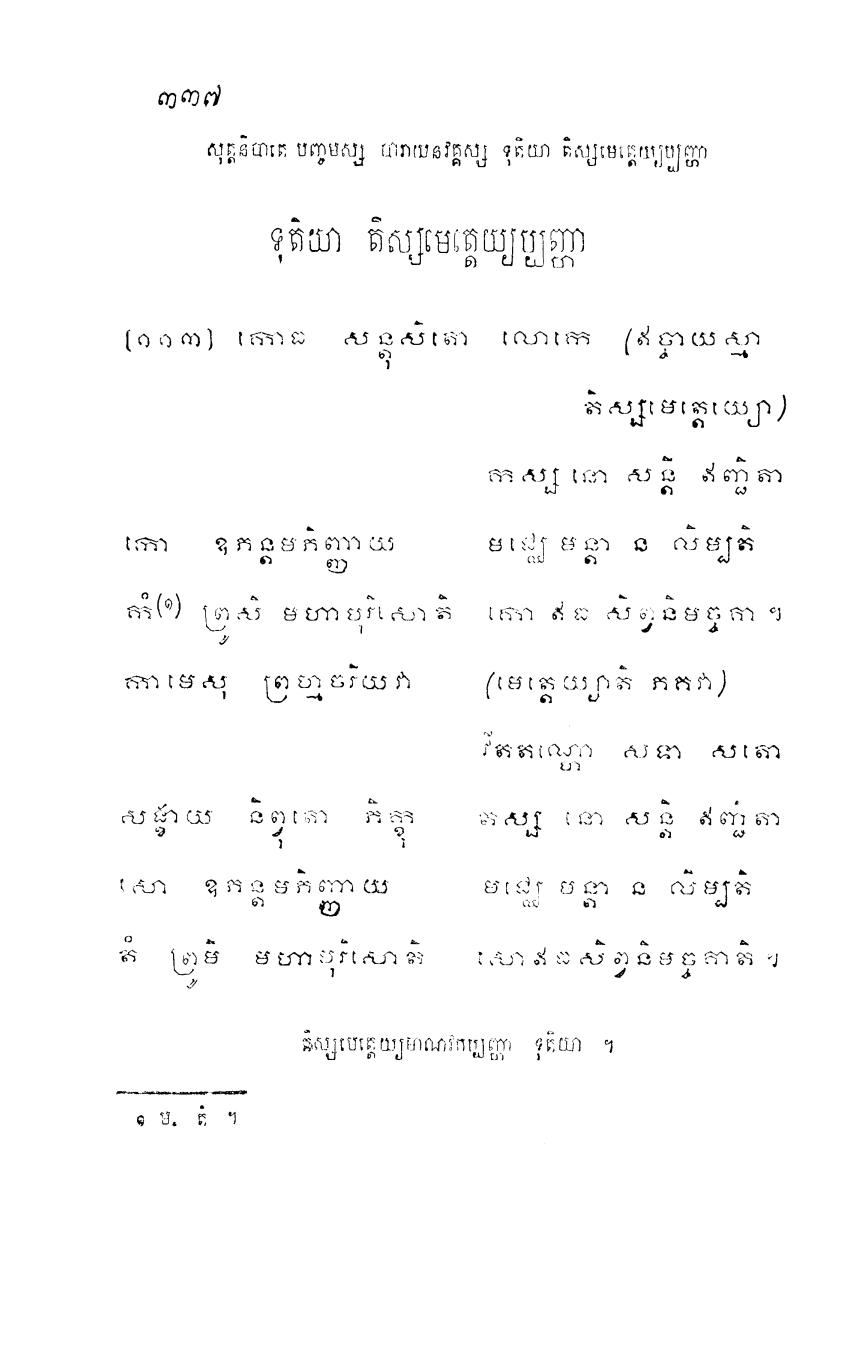 ៣៣៧
សុត្តនិបាតេ បញ្ចមស្ស បារាយនវគ្គស្ស ទុតិយា តិស្សមេត្តេយ្យប្បញ្ហា
ទុតិយា តិស្សមេត្តេយ្យប្បញ្ហា
(១១៣) កោធ សន្តុសិតោ លោកេ (ឥច្ចាយស្មា
តិស្សមេត្តេយ្យោ)
កស្ស នោ សន្តិ ឥញ្ជិតា
កោ ឧភន្តមភិញ្ញាយ មជ្ឈេ មន្តា ន លិម្បតិ
កំ(១) ព្រូសិ មហាបុរិសោតិ កោ ឥធ សិព្វនិមច្ចគា ។
កាមេសុ ព្រហ្មចរិយវា (មេត្តេយ្យាតិ ភគវា)
វីតតណ្ហោ សទា សតោ
សង្ខាយ និព្វុតោ ភិក្ខុ តស្ស នោ សន្តិ ឥញ្ជិតា
សោ ឧភន្តមភិញ្ញាយ មជ្ឈេ មន្តា ន លិម្បតិ
តំ ព្រូមិ មហាបុរិសោតិ សោឥធសិព្វនិមច្ចគាតិ ។
តិស្សមេត្តេយ្យមាណវកប្បញ្ហា ទុតិយា ។
១ ម. តំ ។